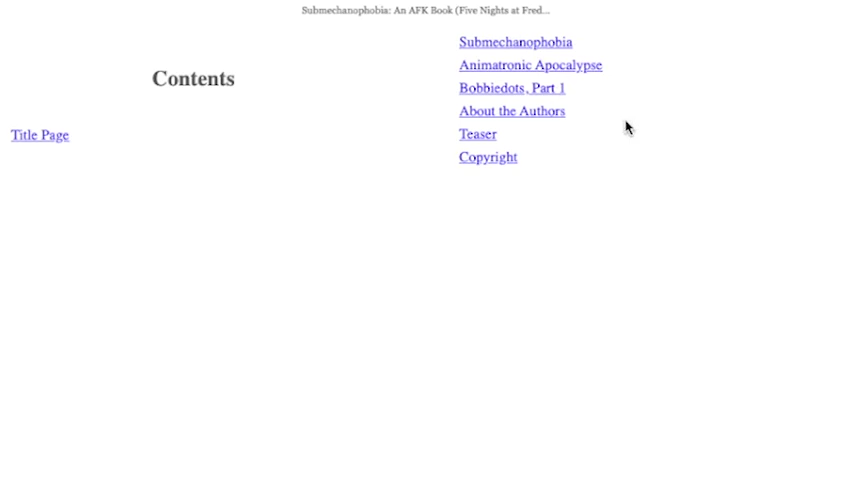 Submechanophobia: An AFK Book (Five Nights at Fred...
Contents
Title Page
Submechanophobia
Animatronic Apocalypse
Bobbiedots, Part 1
About the Authors
Teaser
Copyright